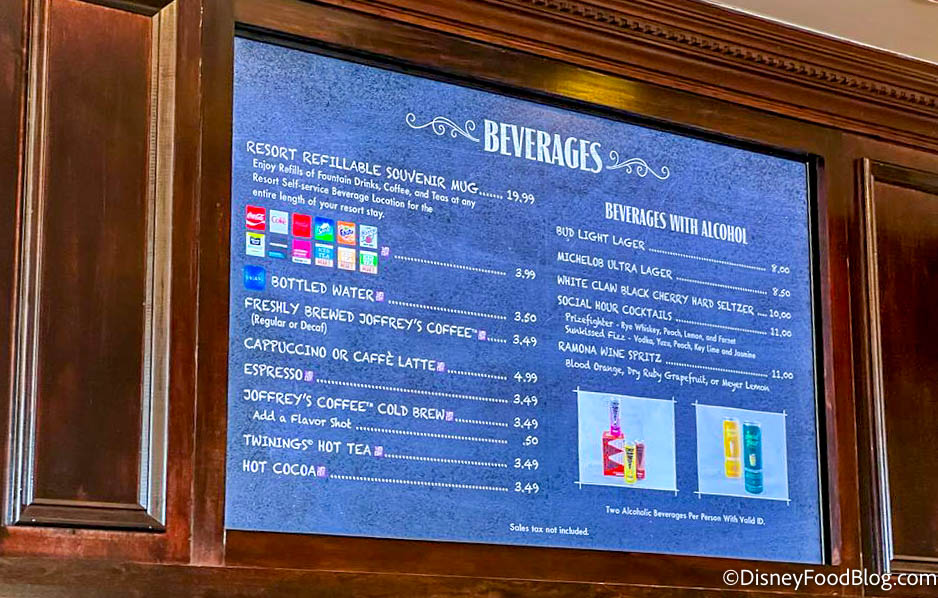 BEVERAGES
RESORT REFILLABLE SOUVENIR MUG...... 19.99
Enjoy Refills of Fountain Drinks, Coffee, and Teas at any
Resort Self-service Beverage Location for the
entire length of your resort stay.
Coca-Cola Coke
3.99
BOTTLED WATER 3.50
FRESHLY BREWED JOFFREY'S COFFEE™ 3.49
(Regular or Decaf)
CAPPUCCINO OR CAFFÈ LATTE 4.99
ESPRESSO 3.49
JOFFREY'S COFFEE™ COLD BREW 3.49
Add a Flavor Shot .50
TWININGS® HOT TEA 3.49
HOT COCOA 3.49
BEVERAGES WITH ALCOHOL
BUD LIGHT LAGER 8.00
MICHELOB ULTRA LAGER 8.50
WHITE CLAW BLACK CHERRY HARD SELTZER .... 10.00
SOCIAL HOUR COCKTAILS 11.00
Prizefighter - Rye Whiskey, Peach, Lemon, and Fernet
Sunkissed Fizz - Vodka, Yuzu, Peach, Key Lime and Jasmine
RAMONA WINE SPRITZ 11.00
Blood Orange, Dry Ruby Grapefruit, or Meyer Lemon
Two Alcoholic Beverages Per Person With Valid ID.
Sales tax not included.
©DisneyFoodBlog.com